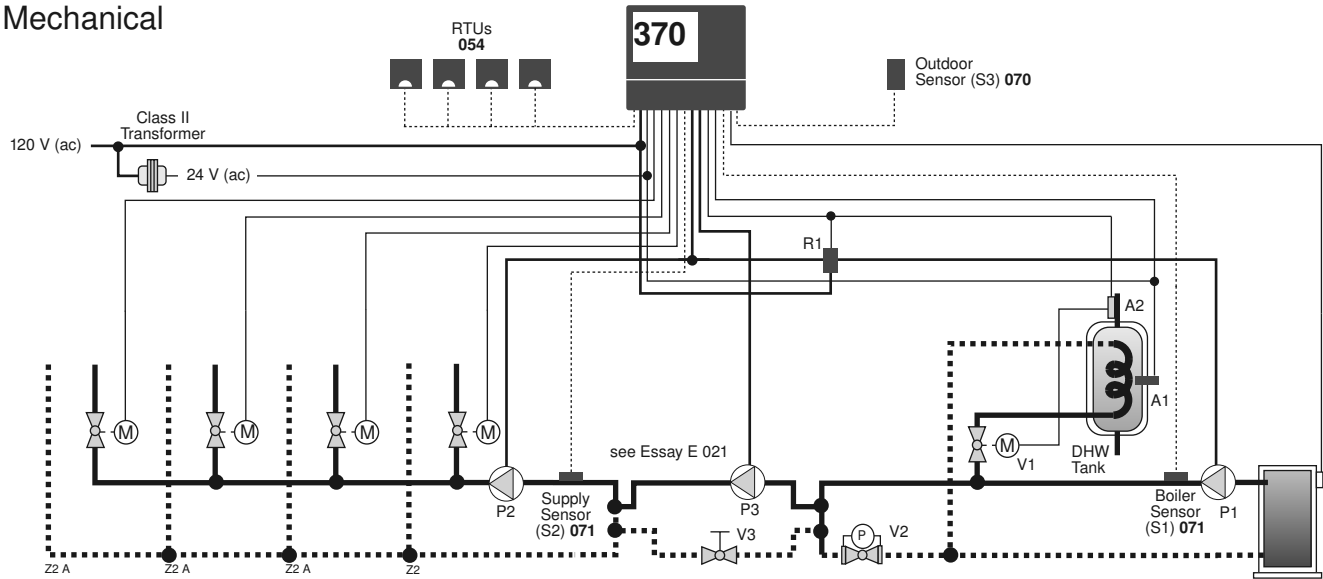 Mechanical
RTUs
054
370
Outdoor
Sensor (S3) 070
Class II
Transformer
120 V (ac)
24 V (ac)
R1
A2
A1
M
M
M
M
see Essay E 021
M
V1
DHW
Tank
P2
Supply
Sensor
(S2) 071
P3
Boiler
Sensor
(S1) 071
P1
V3
P
V2
Z2 A
Z2 A
Z2 A
Z2